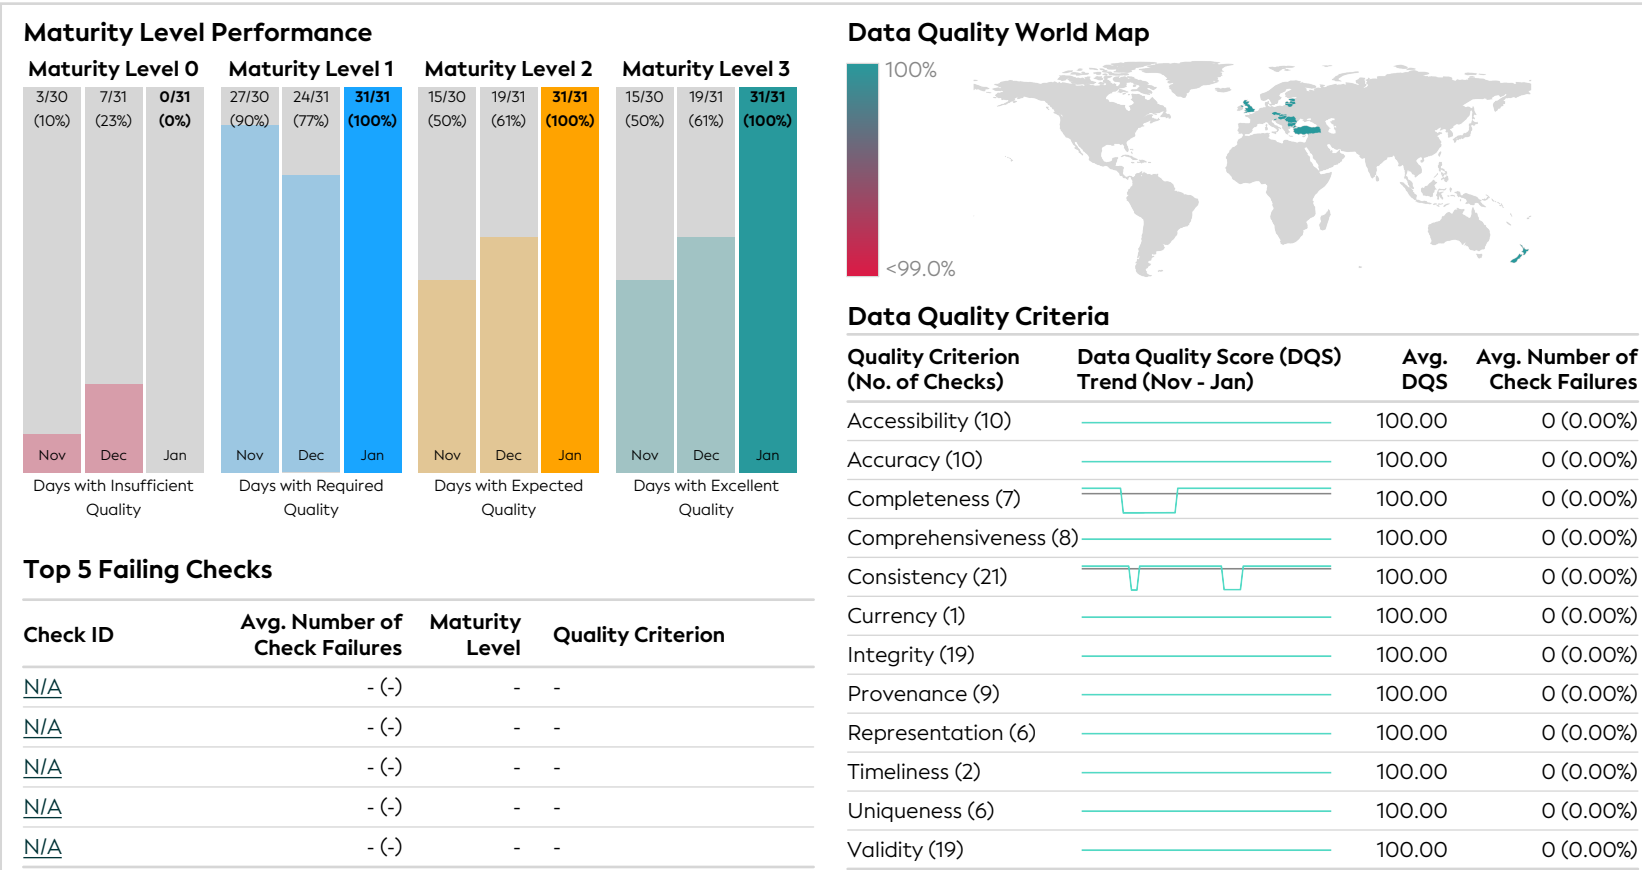 Maturity Level Performance
Maturity Level 0
Maturity Level 1
Maturity Level 2
Maturity Level 3
3/30
7/31
0/31
27/30
24/31
31/31
15/30
19/31
31/31
15/30
19/31
31/31
(10%)
(23%)
(0%)
(90%)
(77%)
(100%)
(50%)
(61%)
(100%)
(50%)
(61%)
(100%)
Nov
Dec
Jan
Nov
Dec
Jan
Nov
Dec
Jan
Nov
Dec
Jan
Days with Insufficient
Quality
Days with Required
Quality
Days with Expected
Quality
Days with Excellent
Quality
Top 5 Failing Checks
Check ID
Avg. Number of
Check Failures
Maturity
Level
Quality Criterion
N/A - (-) - -
N/A - (-) - -
N/A - (-) - -
N/A - (-) - -
N/A - (-) - -
Data Quality World Map
100%
<99.0%
Data Quality Criteria
Quality Criterion
(No. of Checks)
Data Quality Score (DQS)
Trend (Nov - Jan)
Avg.
DQS
Avg. Number of
Check Failures
Accessibility (10) 100.00 0 (0.00%)
Accuracy (10) 100.00 0 (0.00%)
Completeness (7) 100.00 0 (0.00%)
Comprehensiveness (8) 100.00 0 (0.00%)
Consistency (21) 100.00 0 (0.00%)
Currency (1) 100.00 0 (0.00%)
Integrity (19) 100.00 0 (0.00%)
Provenance (9) 100.00 0 (0.00%)
Representation (6) 100.00 0 (0.00%)
Timeliness (2) 100.00 0 (0.00%)
Uniqueness (6) 100.00 0 (0.00%)
Validity (19) 100.00 0 (0.00%)